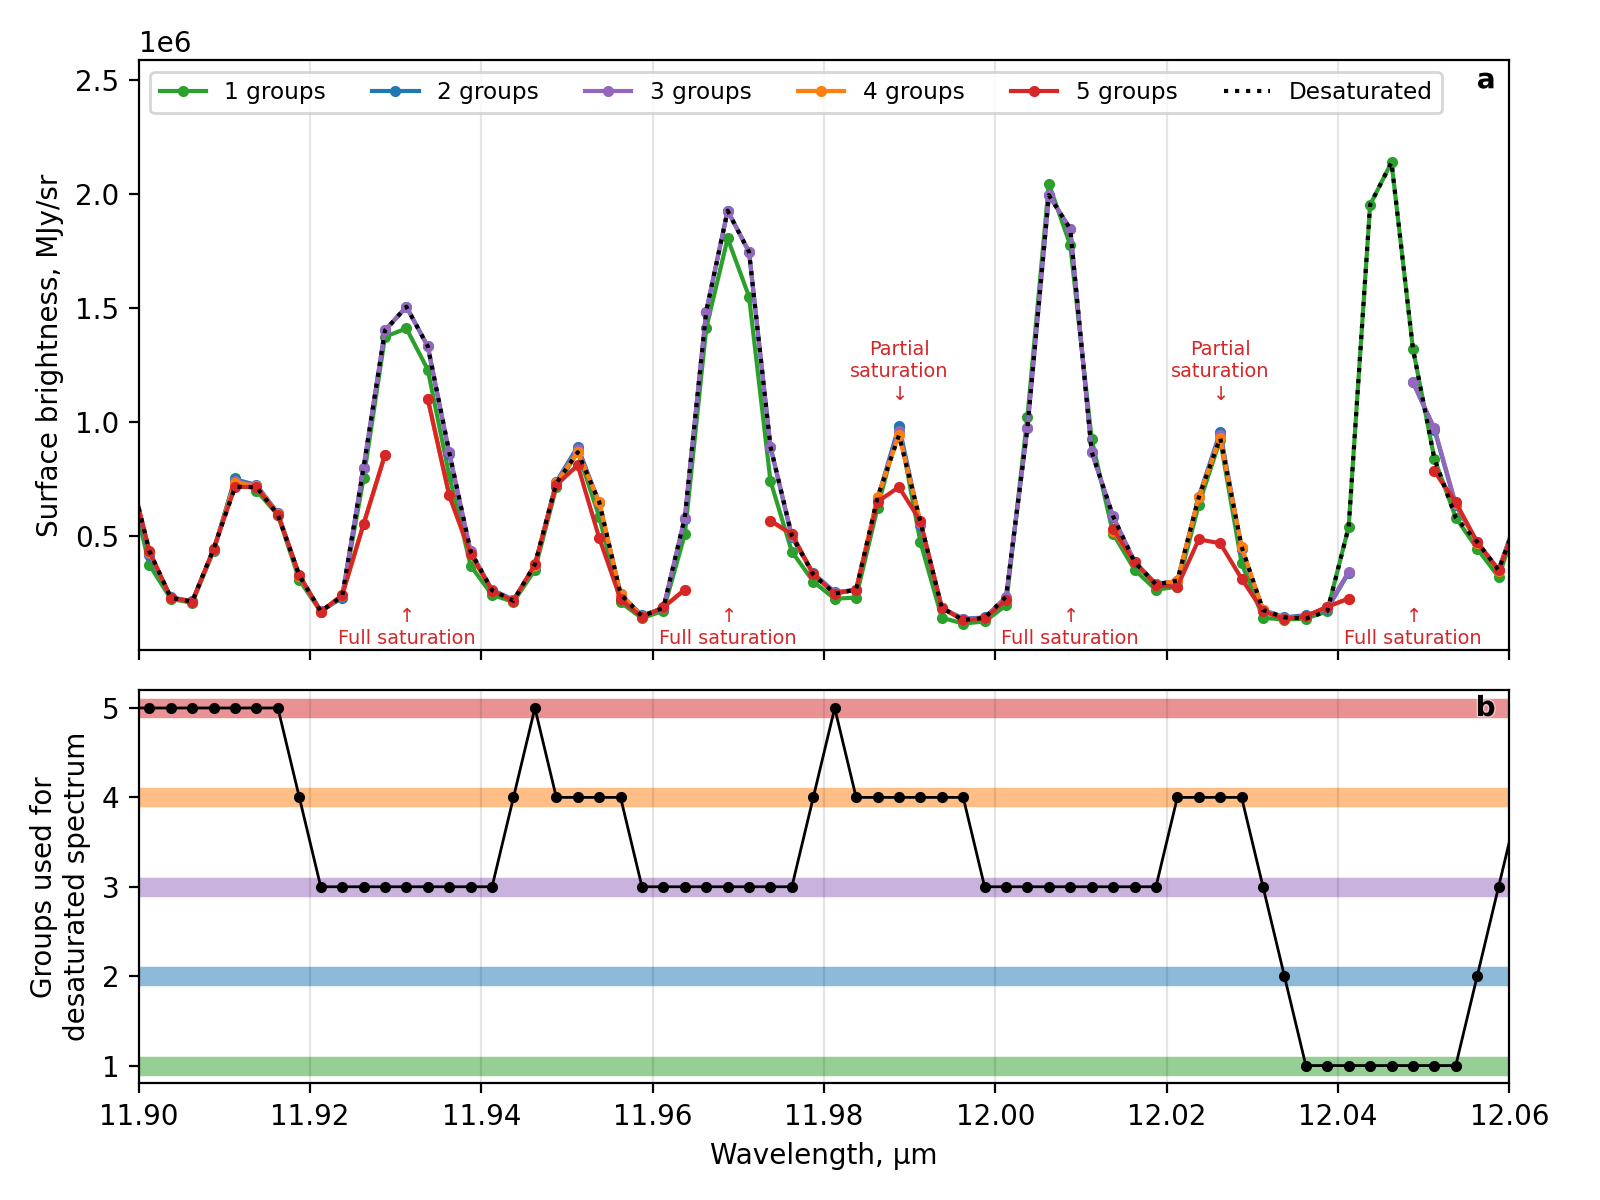 1e6
2.5
2.0
1.5
1.0
0.5
Surface brightness, MJy/sr
1 groups 2 groups 3 groups 4 groups 5 groups Desaturated
a
Partial
saturation
↓
Partial
saturation
↓
↑
Full saturation
↑
Full saturation
↑
Full saturation
↑
Full saturation
5
4
3
2
1
Groups used for
desaturated spectrum
b
11.90 11.92 11.94 11.96 11.98 12.00 12.02 12.04 12.06
Wavelength, µm